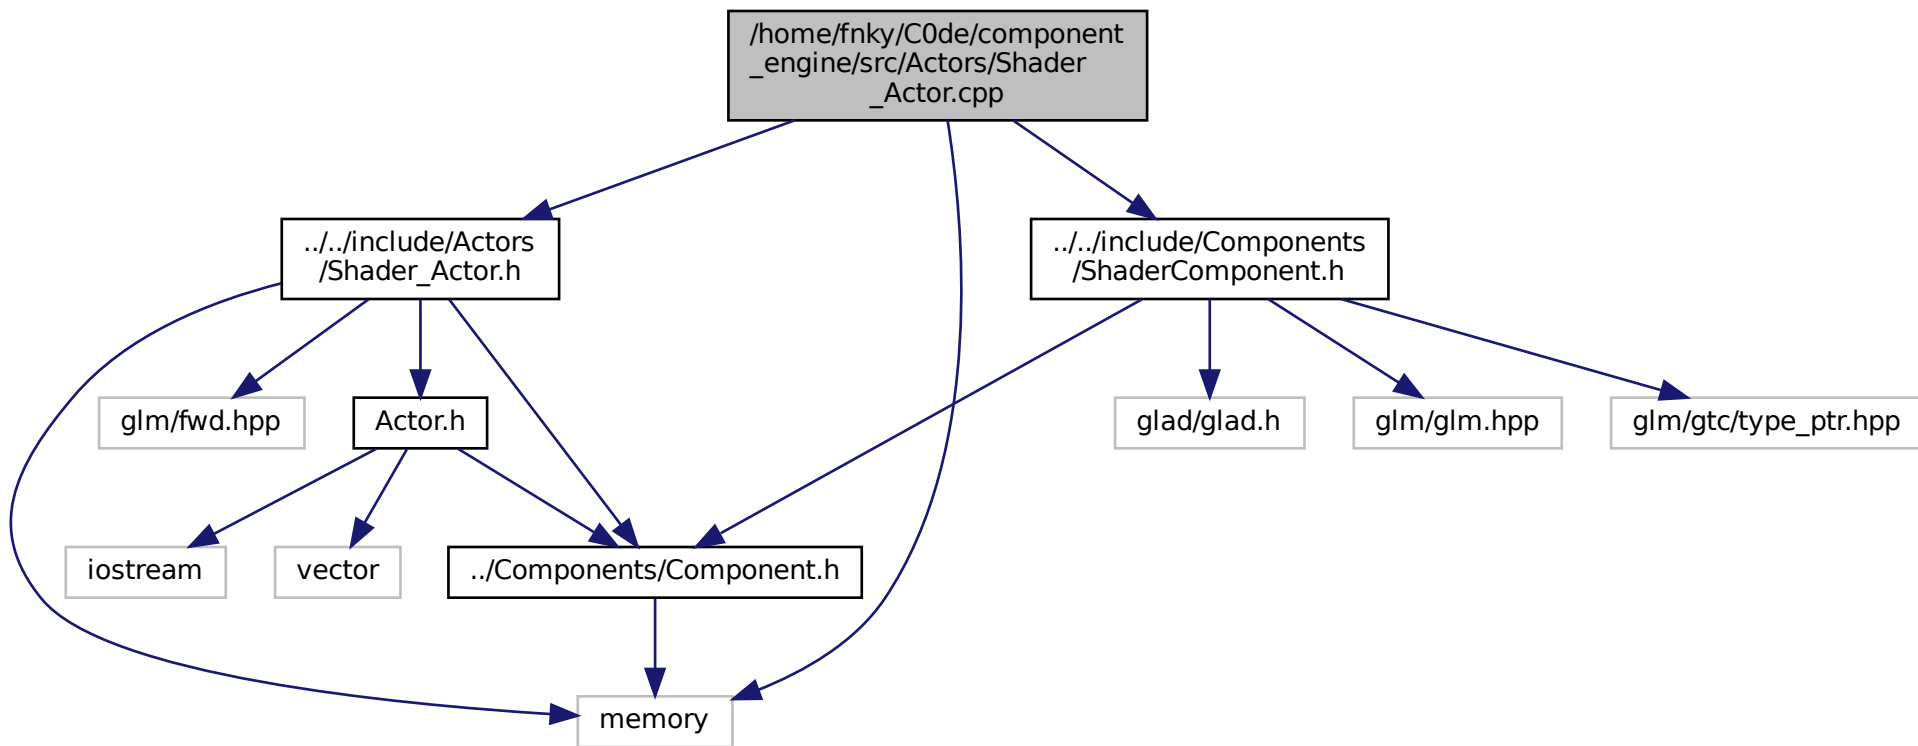 /home/fnky/C0de/component
_engine/src/Actors/Shader
_Actor.cpp
../../include/Actors
/Shader_Actor.h
../../include/Components
/ShaderComponent.h
glm/fwd.hpp
Actor.h
glad/glad.h
glm/glm.hpp
glm/gtc/type_ptr.hpp
iostream
vector
../Components/Component.h
memory